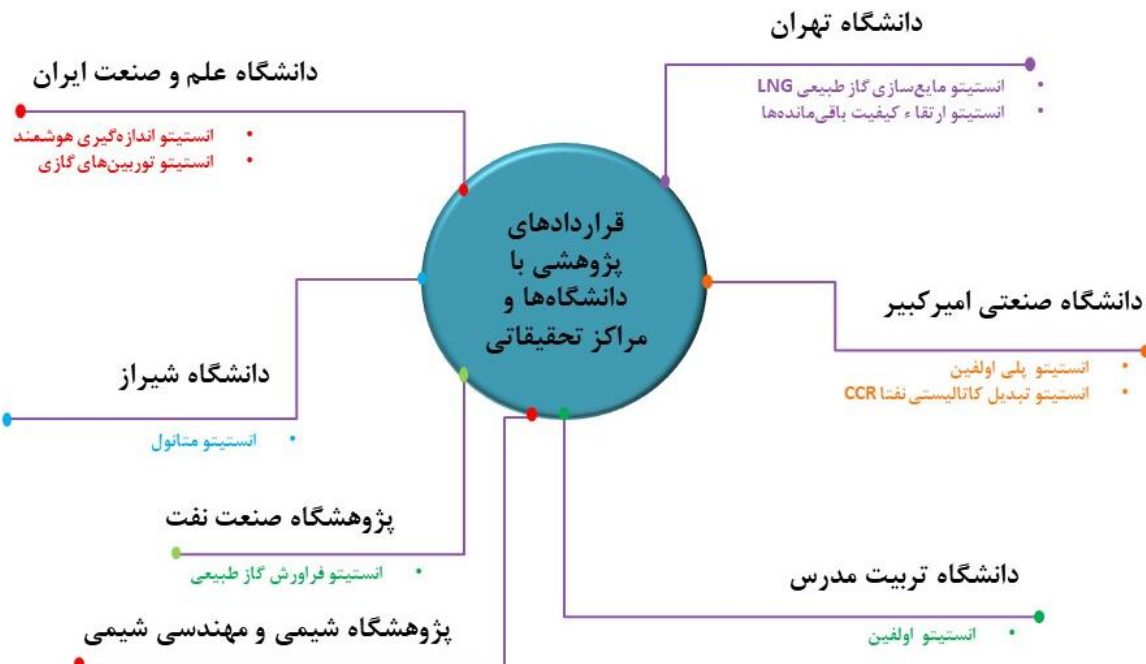 دانشگاه تهران
• انستیتو مایع‌سازی گاز طبیعی LNG
• انستیتو ارتقاء کیفیت باقی‌مانده‌ها
دانشگاه علم و صنعت ایران
• انستیتو اندازه‌گیری هوشمند
• انستیتو توربین‌های گازی
قراردادهای
پژوهشی با
دانشگاه‌ها و
مراکز تحقیقاتی
دانشگاه صنعتی امیرکبیر
• انستیتو پلی اولفین
• انستیتو تبدیل کاتالیستی نفتا CCR
دانشگاه شیراز
• انستیتو متانول
پژوهشگاه صنعت نفت
• انستیتو فراورش گاز طبیعی
دانشگاه تربیت مدرس
• انستیتو اولفین
پژوهشگاه شیمی و مهندسی شیمی